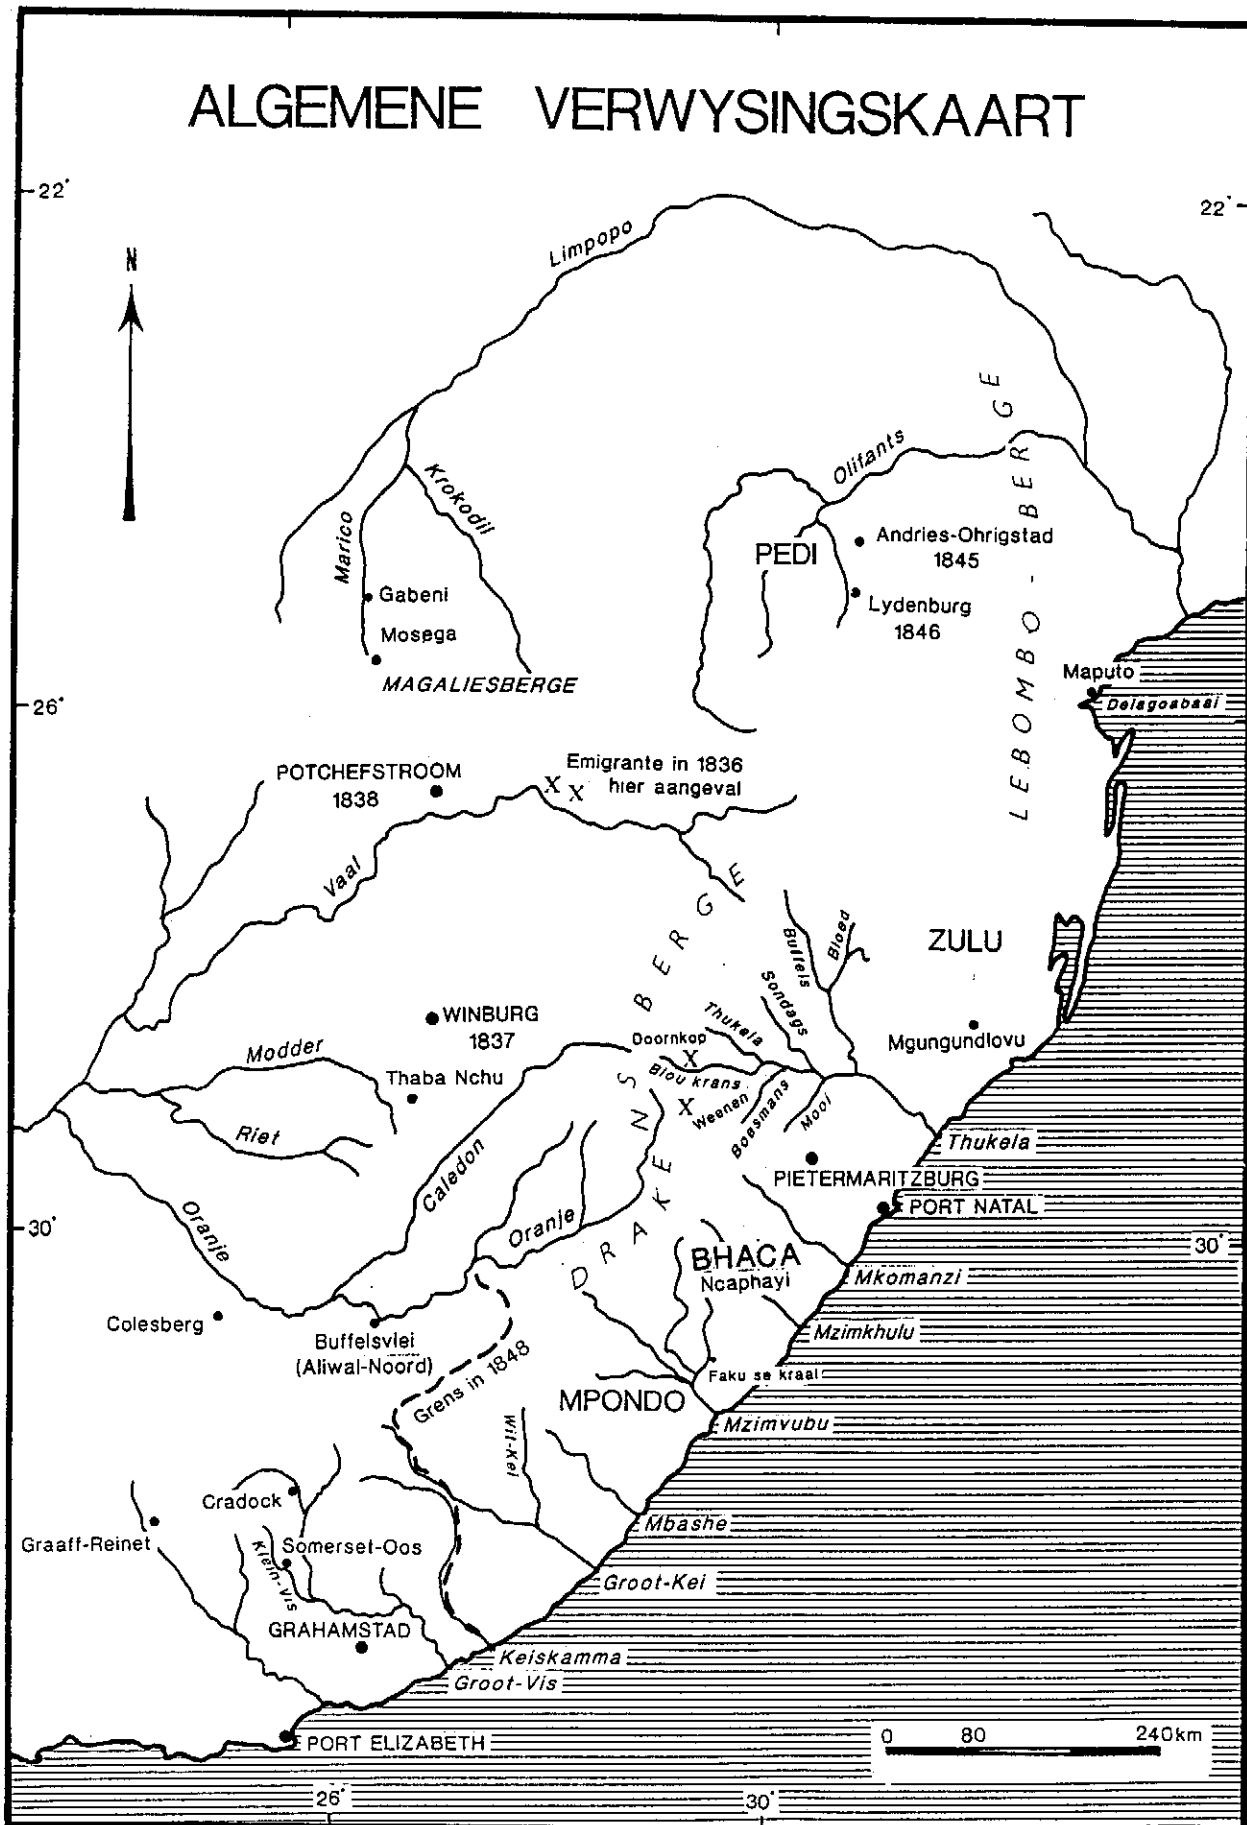 ALGEMENE VERWYSINGSKAART
22°
22°
N
Limpopo
Krokodil
Marico
Olifants
LEBOMBO-BERGE
PEDI
Andries-Ohrigstad
1845
Gabeni
Lydenburg
1846
Mosega
MAGALIESBERGE
Maputo
Delagoabaai
26°
Emigrante in 1836
hier aangeval
X X
POTCHEFSTROOM
1838
Vaal
DRAKENSBERGE
Buffels
Bloed
ZULU
Sondags
WINBURG
1837
Thukela
Doornkop
X
Mgungundlovu
Modder
Blou krans
Thaba Nchu
X
Weenen
Boesmans
Mooi
Riet
Thukela
Caledon
PIETERMARITZBURG
PORT NATAL
Oranje
Oranje
30°
30°
BHACA
Ncaphayi
Mkomanzi
Colesberg
Mzimkhulu
Buffelsvlei
(Aliwal-Noord)
Grens in 1848
Faku se kraal
MPONDO
Mzimvubu
Wit-Kei
Cradock
Mbashe
Graaff-Reinet
Klein-Vis
Somerset-Oos
Groot-Kei
GRAHAMSTAD
Keiskamma
Groot-Vis
PORT ELIZABETH
0 80 240km
26°
30°